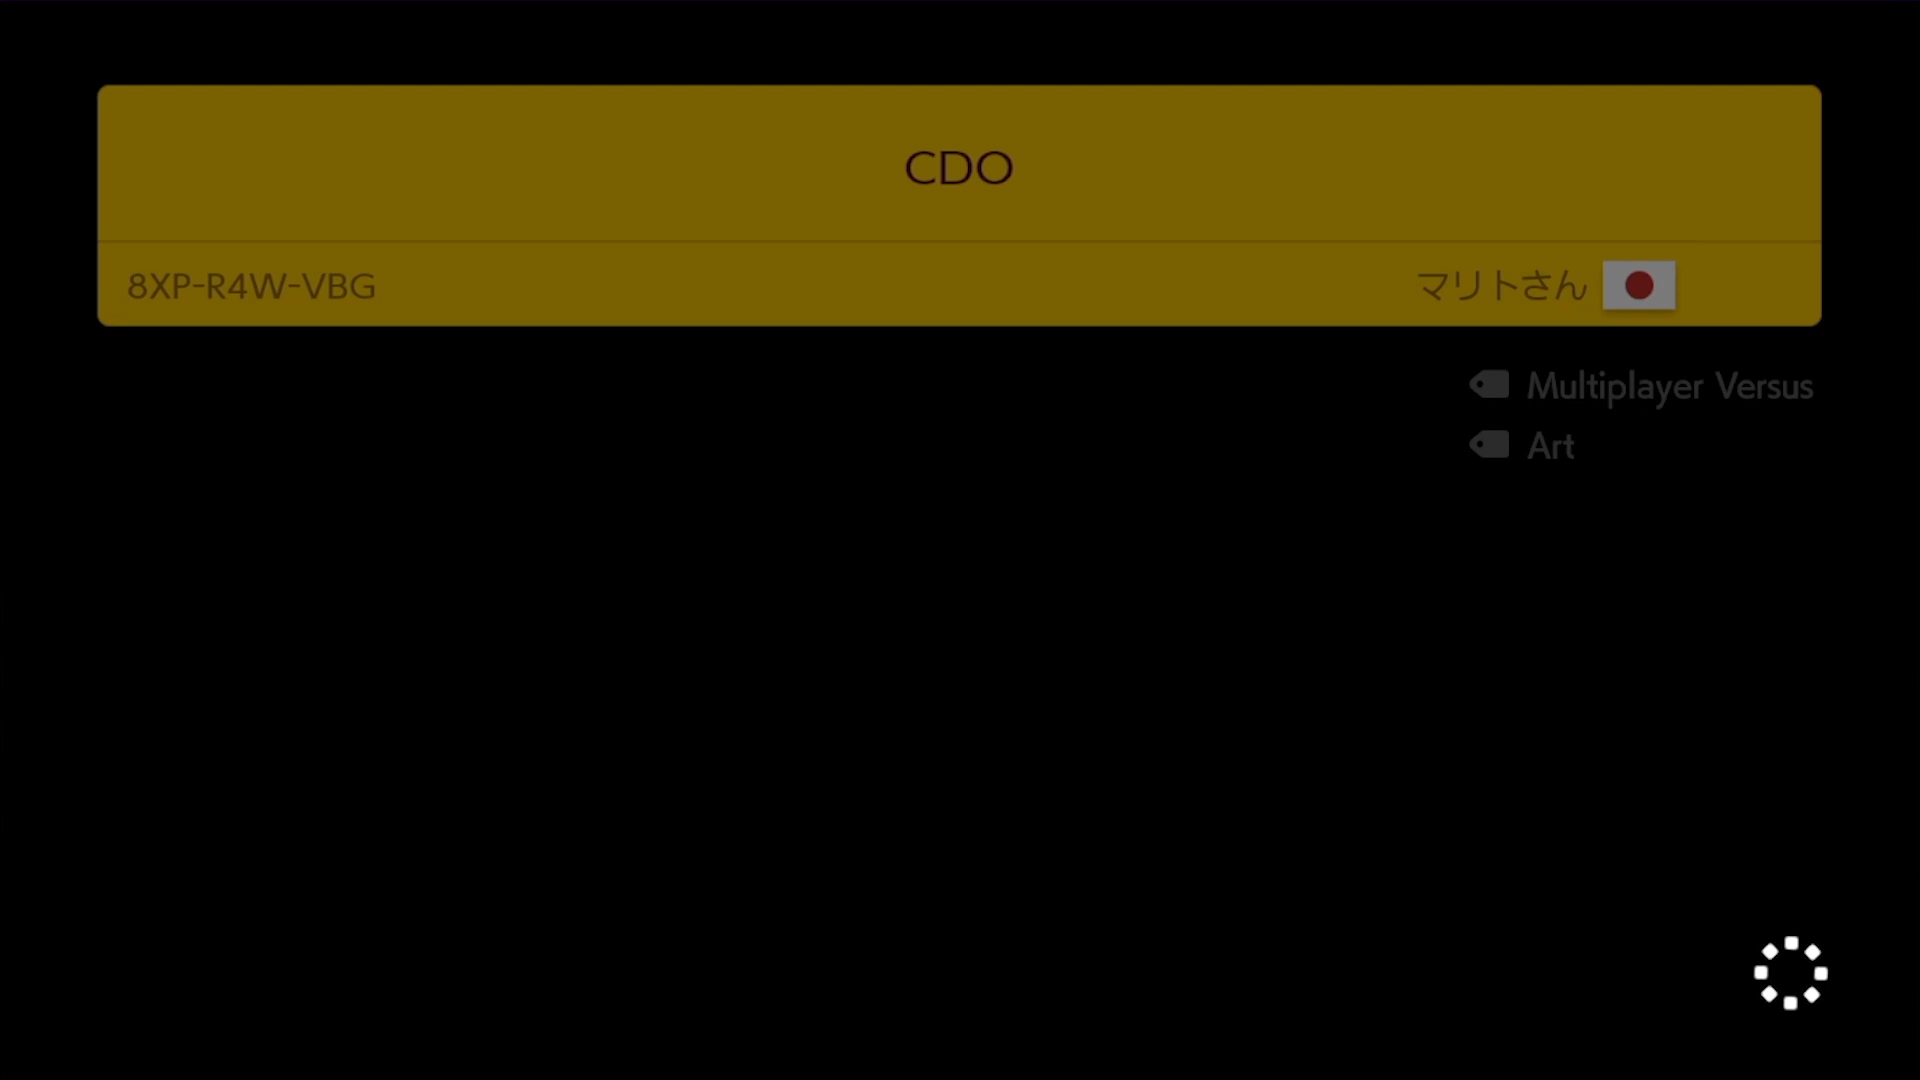 CDO
8XP-R4W-VBG
マリトさん
Multiplayer Versus
Art